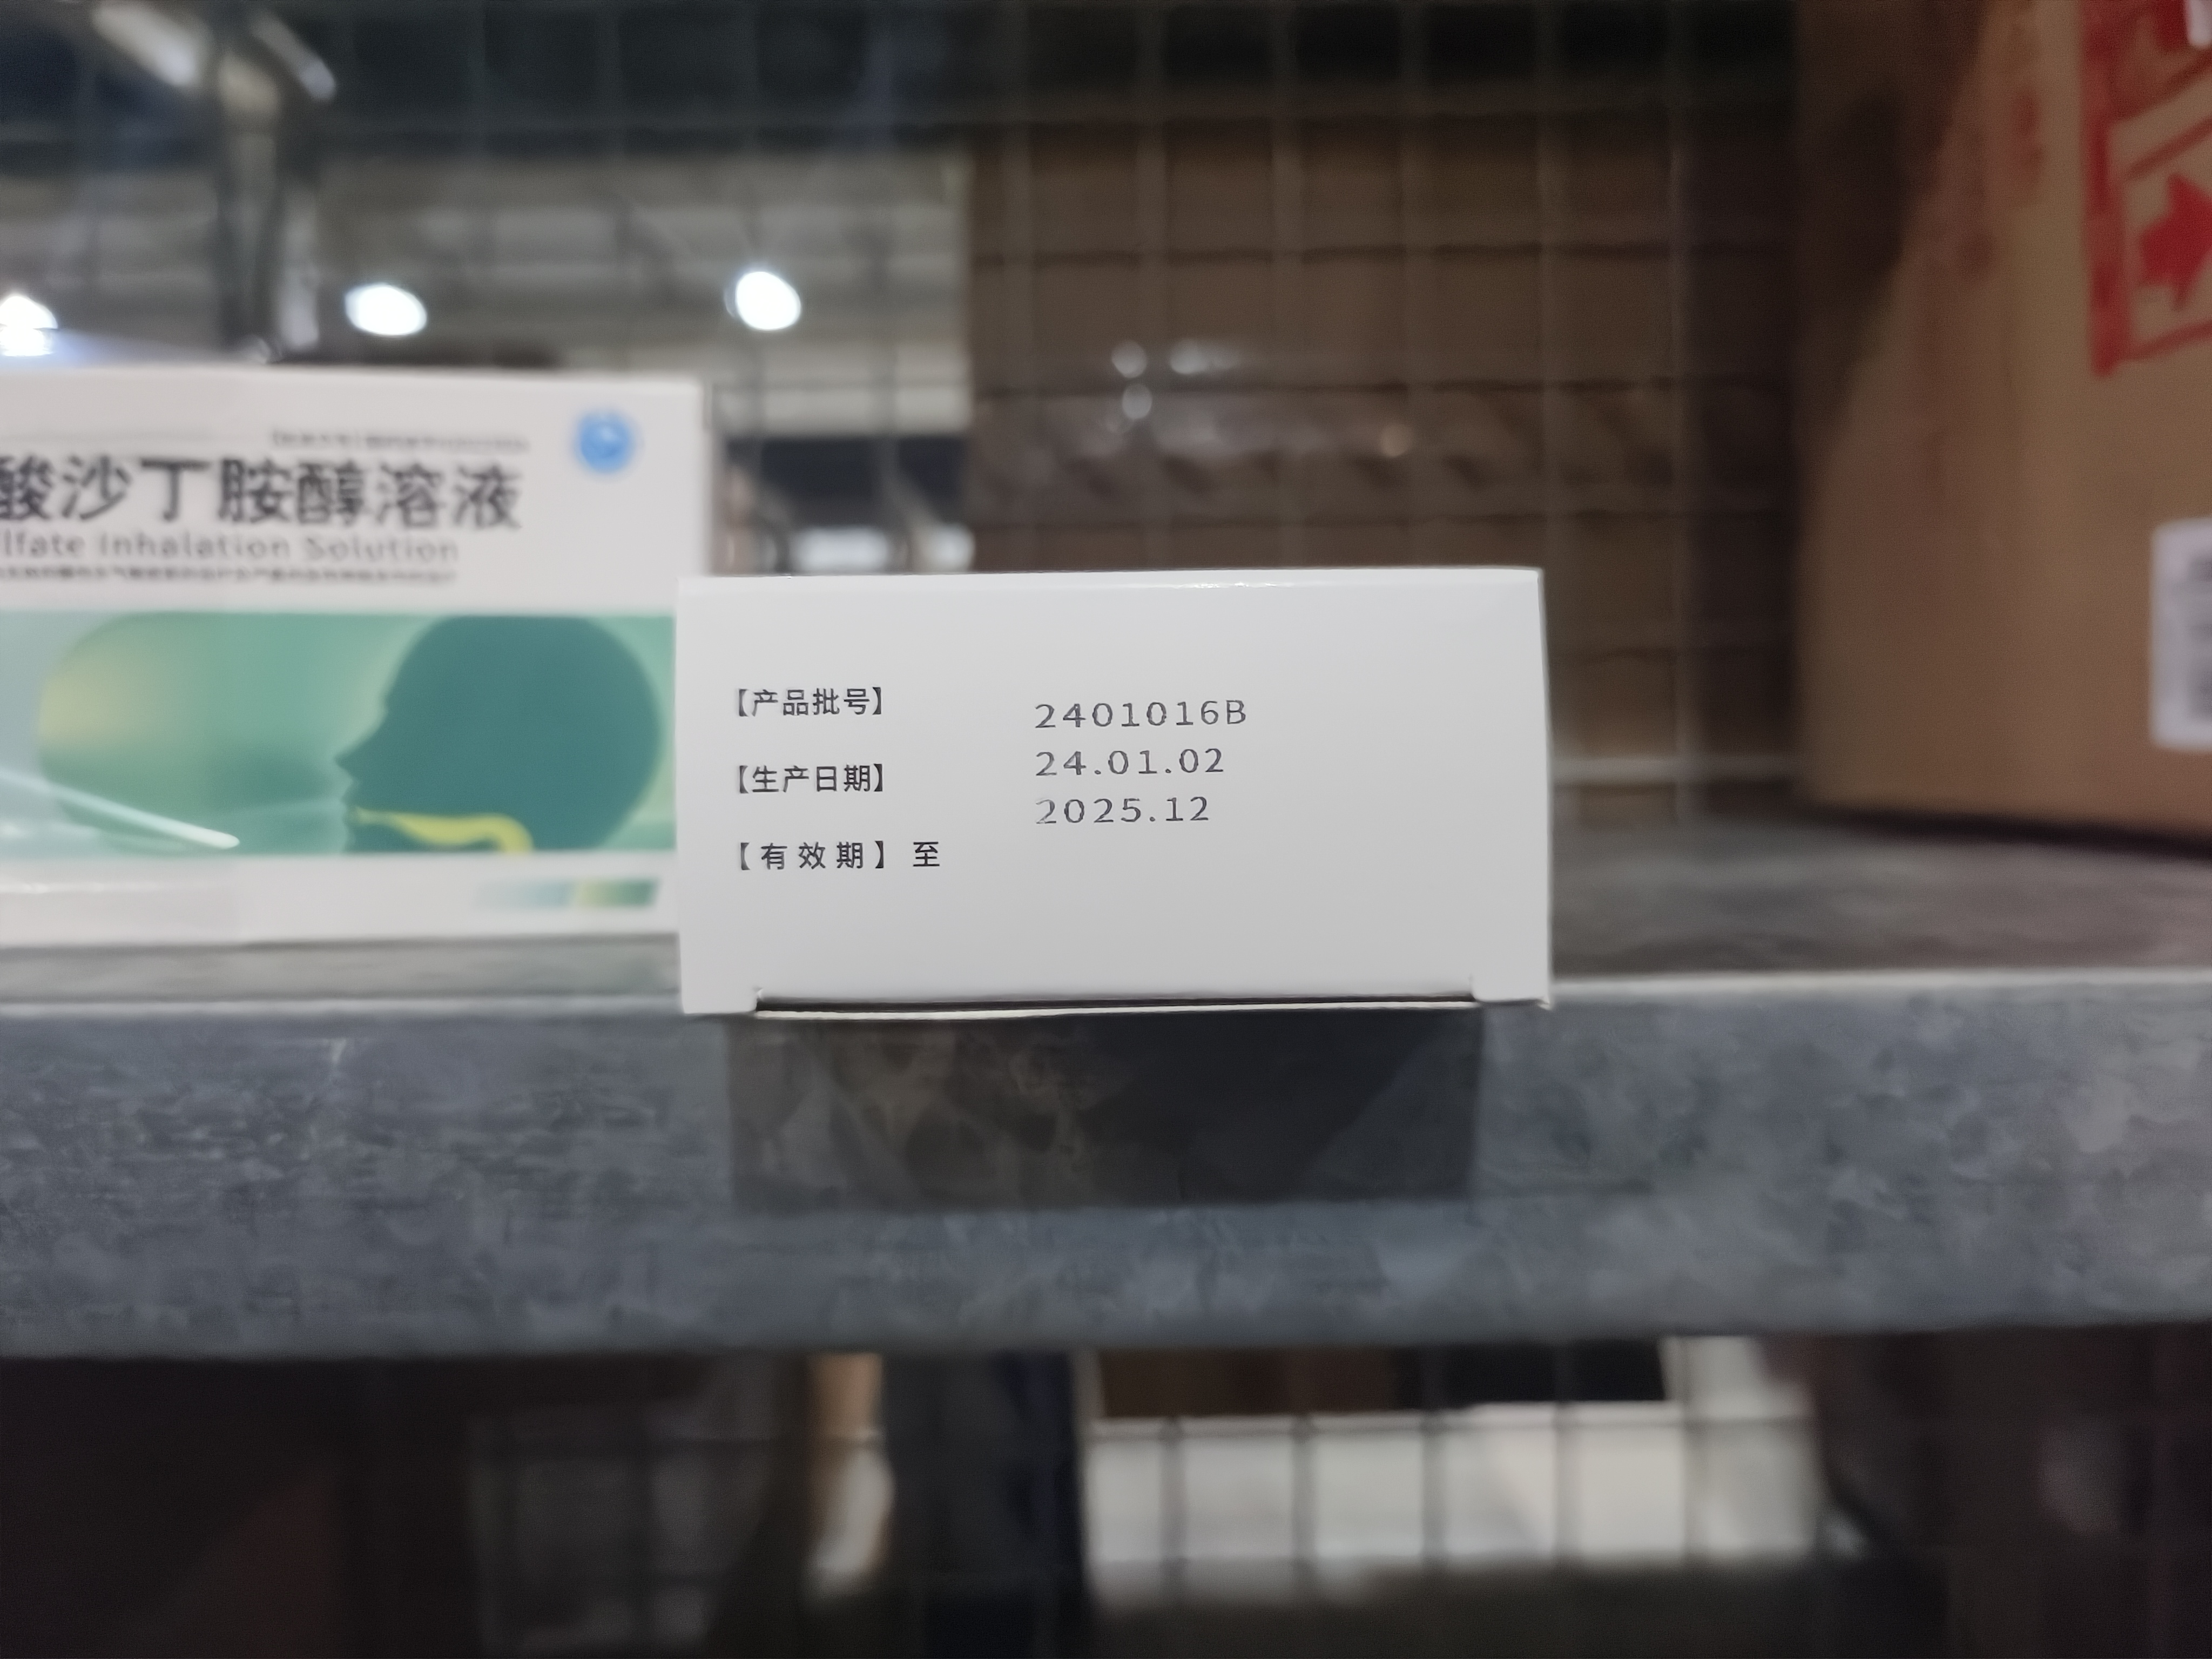 酸沙丁胺醇溶液
lfate Inhalation Solution
【产品批号】 2401016B
【生产日期】 24.01.02
【有效期】至 2025.12